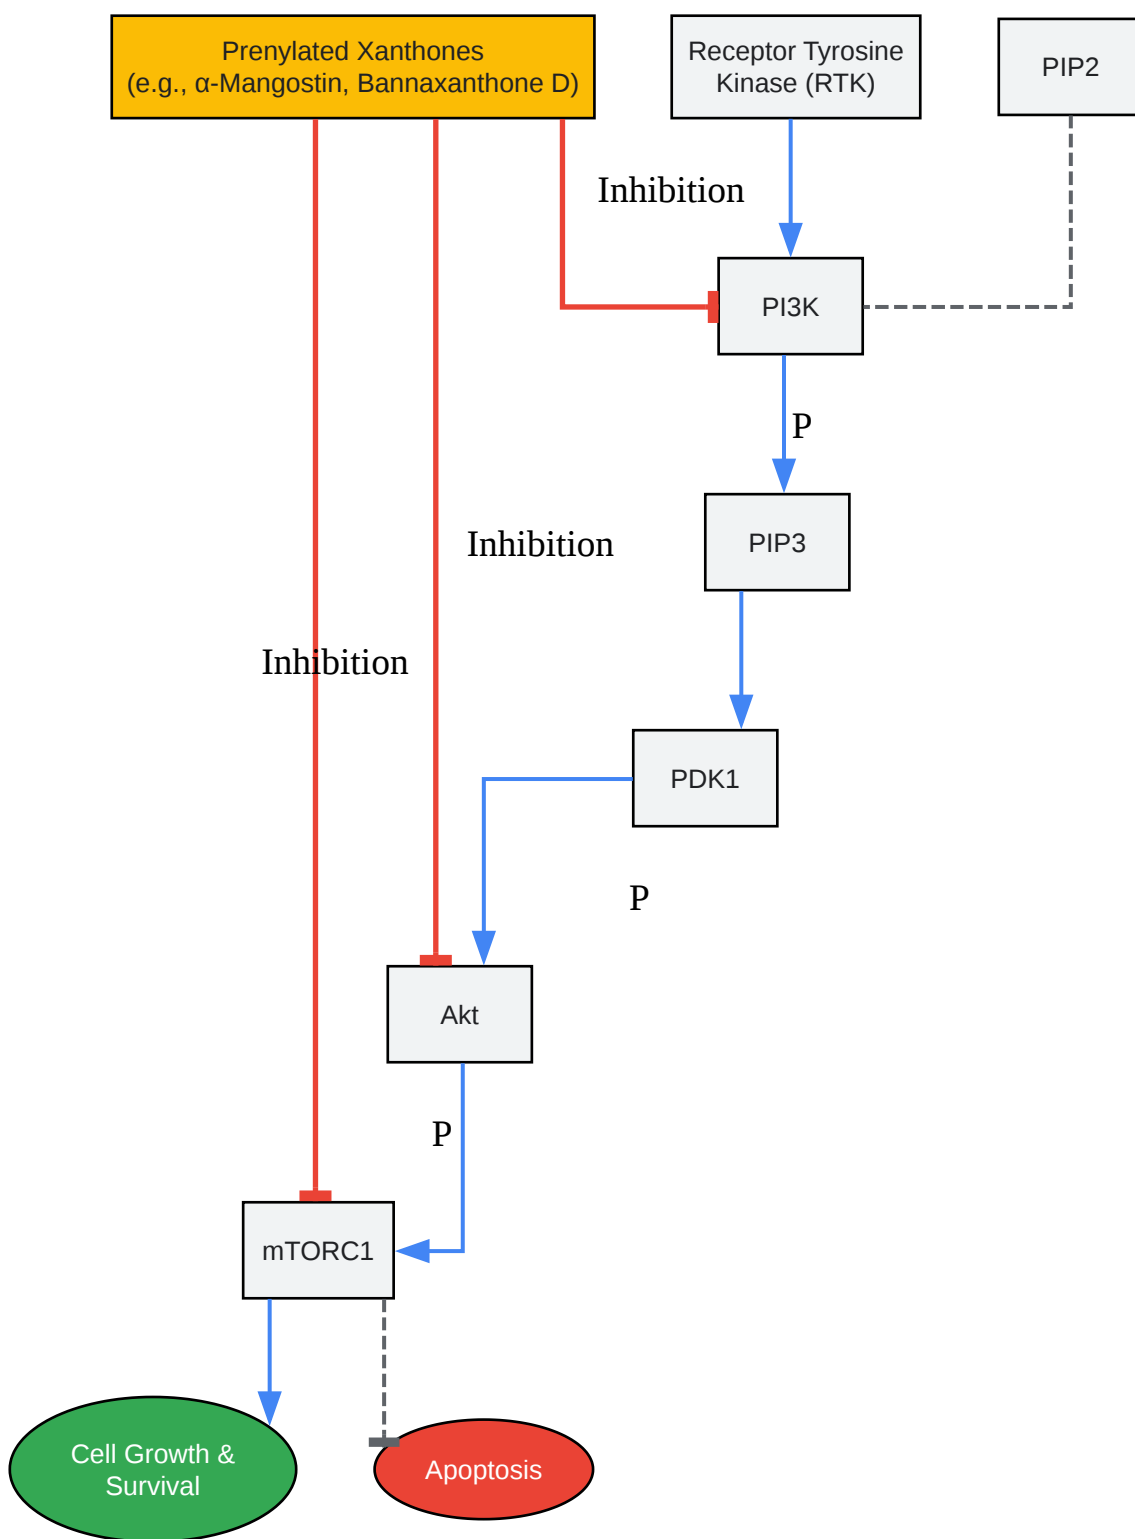 Prenylated Xanthones
(e.g., α-Mangostin, Bannaxanthone D)
Receptor Tyrosine
Kinase (RTK)
PIP2
Inhibition
PI3K
P
PIP3
Inhibition
Inhibition
PDK1
P
Akt
P
mTORC1
Cell Growth &
Survival
Apoptosis